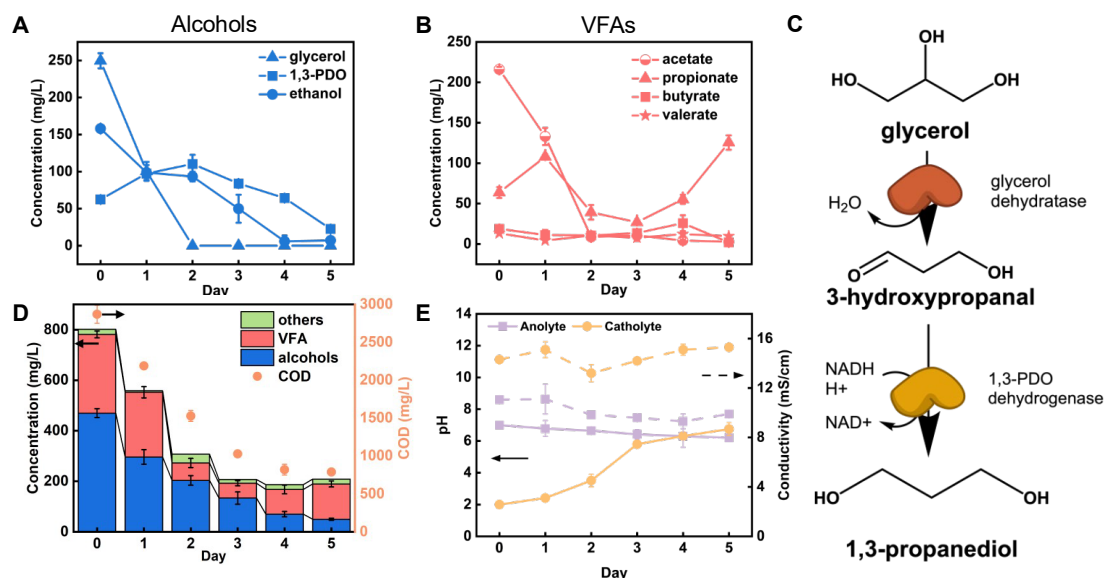 A
Alcohols
250
200
150
100
50
0
Concentration (mg/L)
glycerol
1,3-PDO
ethanol
0 1 2 3 4 5
Day
B
VFAs
250
200
150
100
50
0
Concentration (mg/L)
acetate
propionate
butyrate
valerate
0 1 2 3 4 5
Day
C
OH
HO
OH
glycerol
glycerol
dehydratase
H2O
O
OH
3-hydroxypropanal
NADH
H+
NAD+
1,3-PDO
dehydrogenase
HO
OH
1,3-propanediol
D
800
600
400
200
0
Concentration (mg/L)
others
VFA
alcohols
COD
3000
2500
2000
1500
1000
500
0
COD
(mg/L)
0 1 2 3 4 5
Day
E
14
12
10
8
6
4
2
0
pH
Anolyte
Catholyte
16
12
8
4
0
Conductivity (mS/cm)
0 1 2 3 4 5
Day